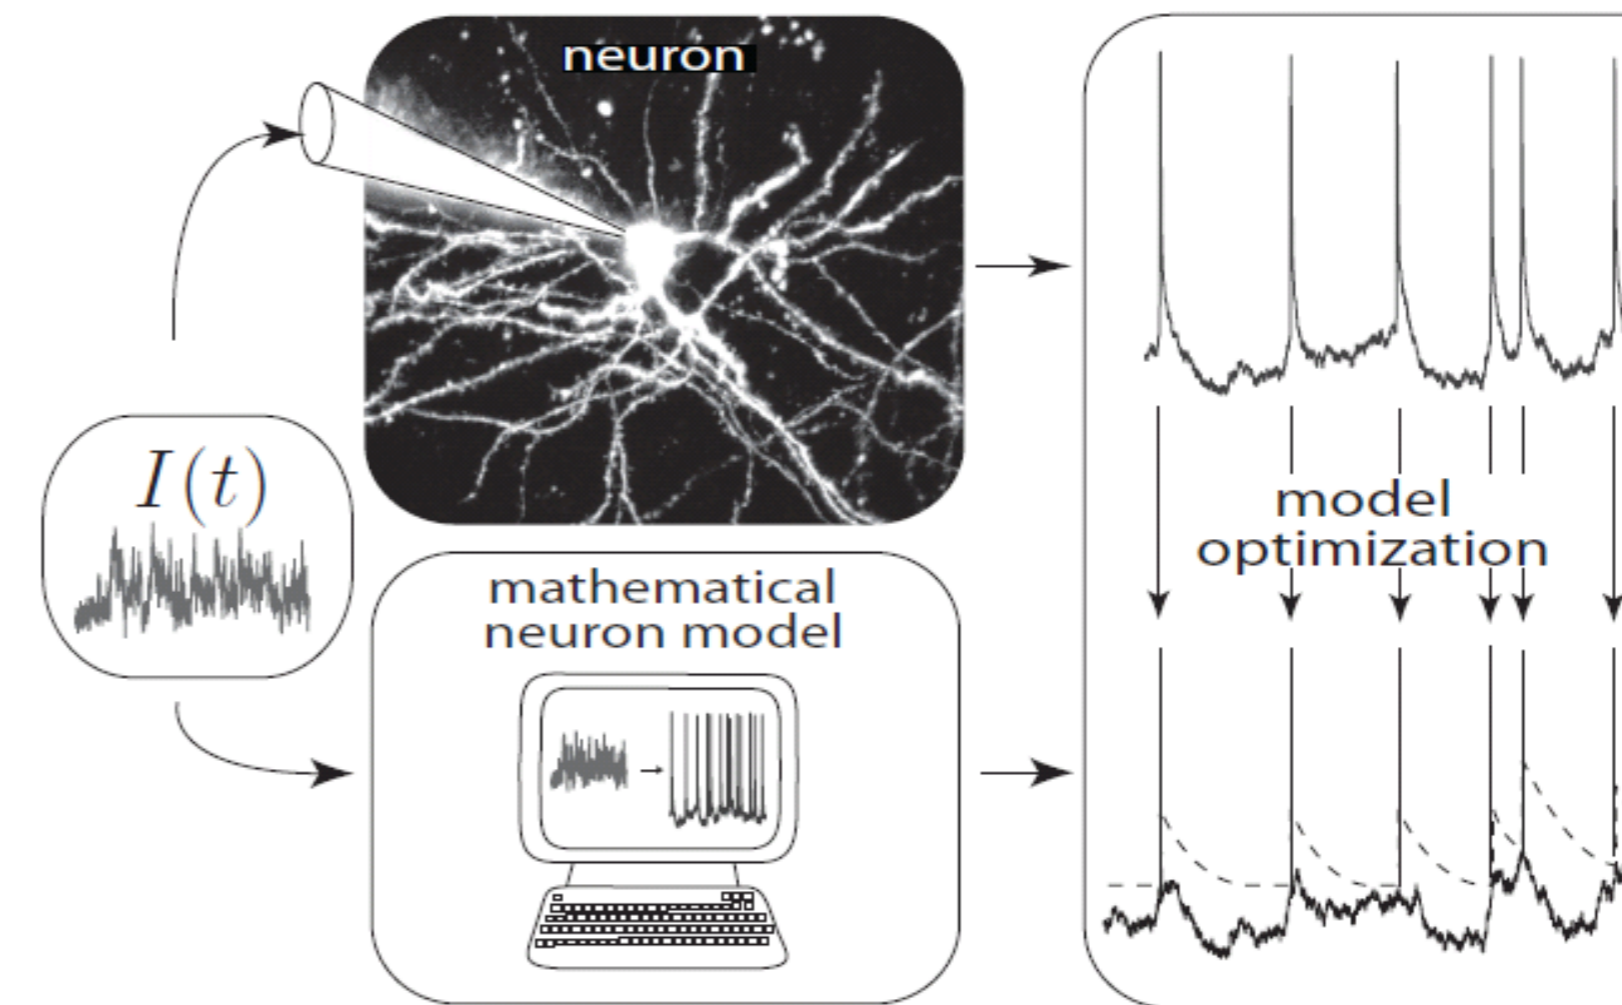 neuron
I(t)
mathematical
neuron model
model
optimization